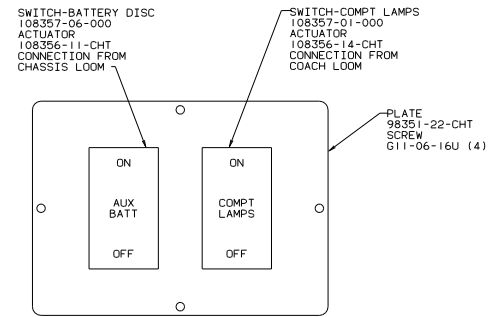 SWITCH-BATTERY DISC
108357-06-000
ACTUATOR
108356-11-CHT
CONNECTION FROM
CHASSIS LOOM
SWITCH-COMPT LAMPS
108357-01-000
ACTUATOR
108356-14-CHT
CONNECTION FROM
COACH LOOM
PLATE
98351-22-CHT
SCREW
G11-06-16U (4)
ON
AUX
BATT
OFF
ON
COMPT
LAMPS
OFF